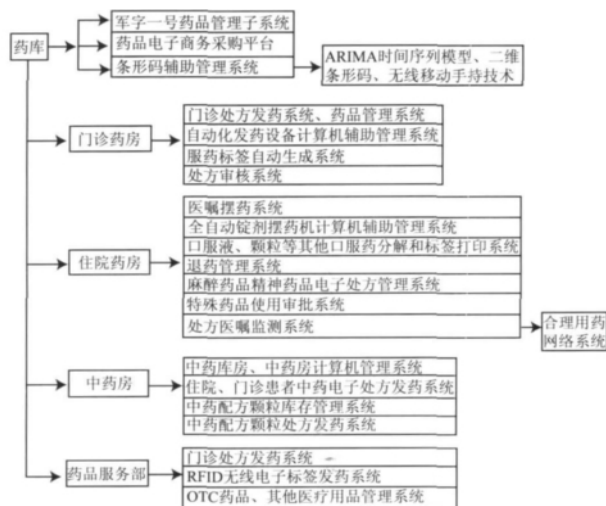 药库
军字一号药品管理子系统
药品电子商务采购平台
条形码辅助管理系统
ARIMA时间序列模型、二维
条形码、无线移动手持技术
门诊药房
门诊处方发药系统、药品管理系统
自动化发药设备计算机辅助管理系统
服药标签自动生成系统
处方审核系统
住院药房
医嘱摆药系统
全自动锭剂摆药机计算机辅助管理系统
口服液、颗粒等其他口服药分解和标签打印系统
退药管理系统
麻醉药品精神药品电子处方管理系统
特殊药品使用审批系统
处方医嘱监测系统
合理用药
网络系统
中药房
中药库房、中药房计算机管理系统
住院、门诊患者中药电子处方发药系统
中药配方颗粒库存管理系统
中药配方颗粒处方发药系统
药品服务部
门诊处方发药系统
RFID无线电子标签发药系统
OTC药品、其他医疗用品管理系统